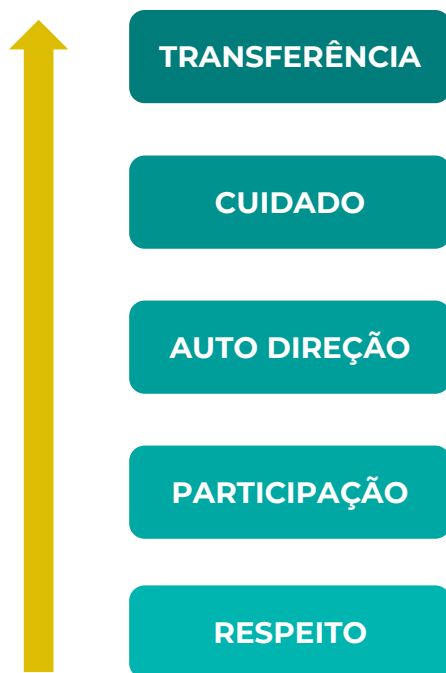 TRANSFERÊNCIA
CUIDADO
AUTO DIREÇÃO
PARTICIPAÇÃO
RESPEITO